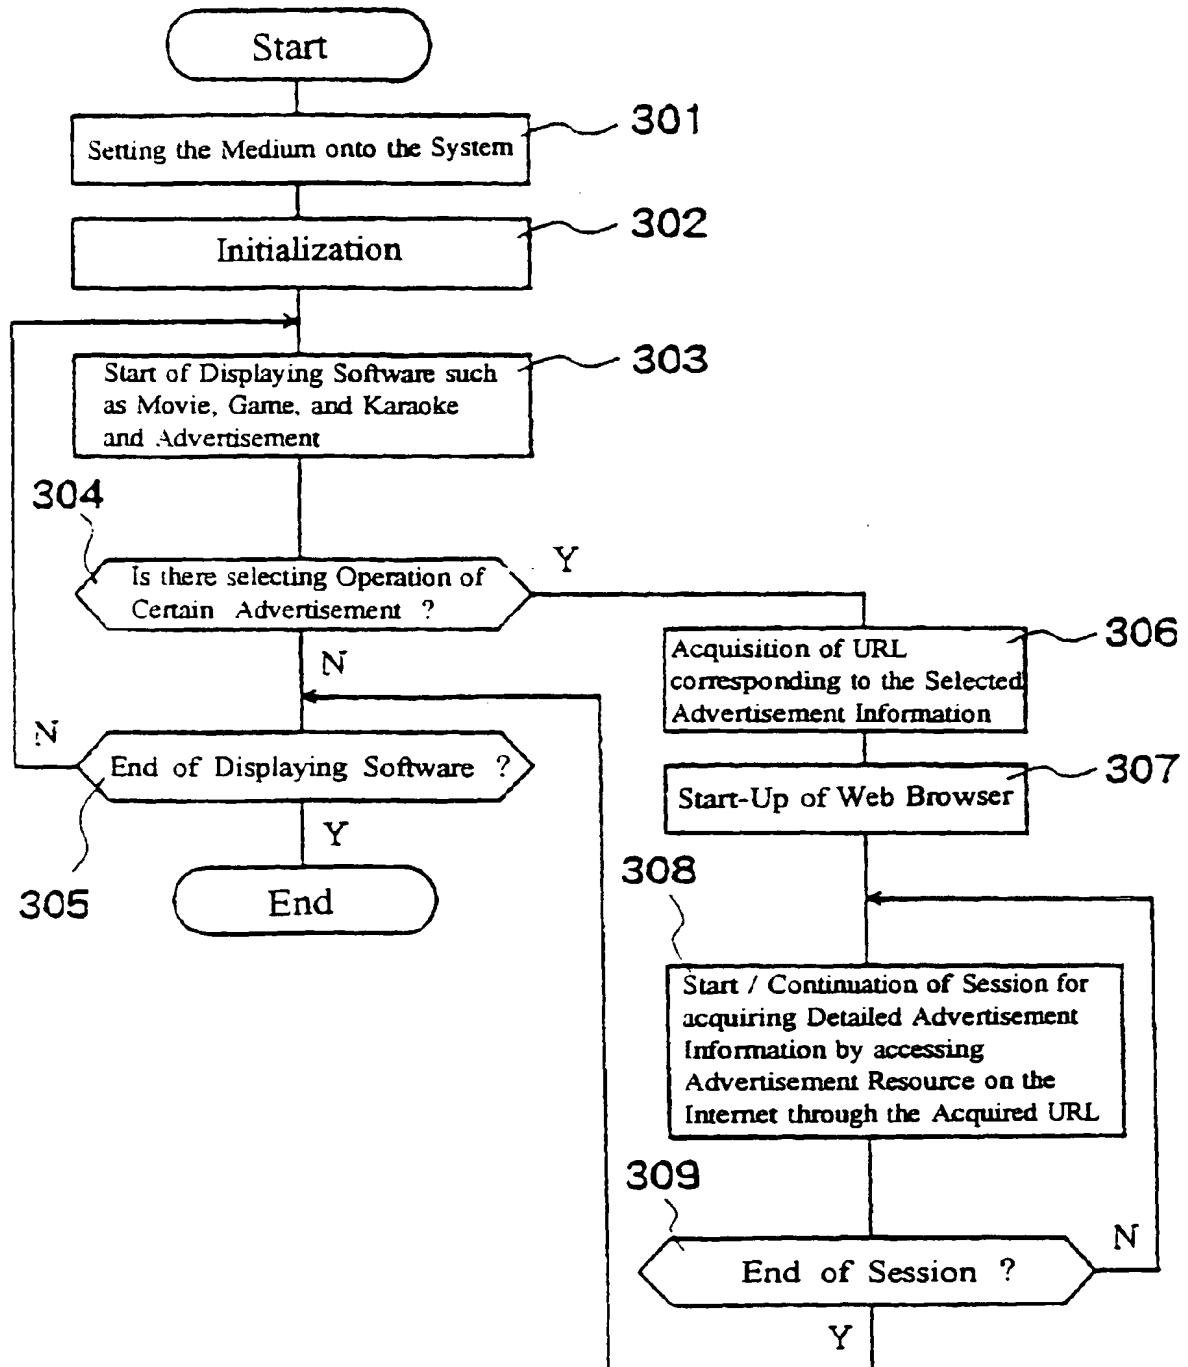 Start
301
Setting the Medium onto the System
302
Initialization
303
Start of Displaying Software such
as Movie, Game, and Karaoke
and Advertisement
304
Is there selecting Operation of
Certain Advertisement ?
Y
N
306
Acquisition of URL
corresponding to the Selected
Advertisement Information
N
End of Displaying Software ?
307
Start-Up of Web Browser
Y
305
End
308
Start / Continuation of Session for
acquiring Detailed Advertisement
Information by accessing
Advertisement Resource on the
Internet through the Acquired URL
309
N
End of Session ?
Y